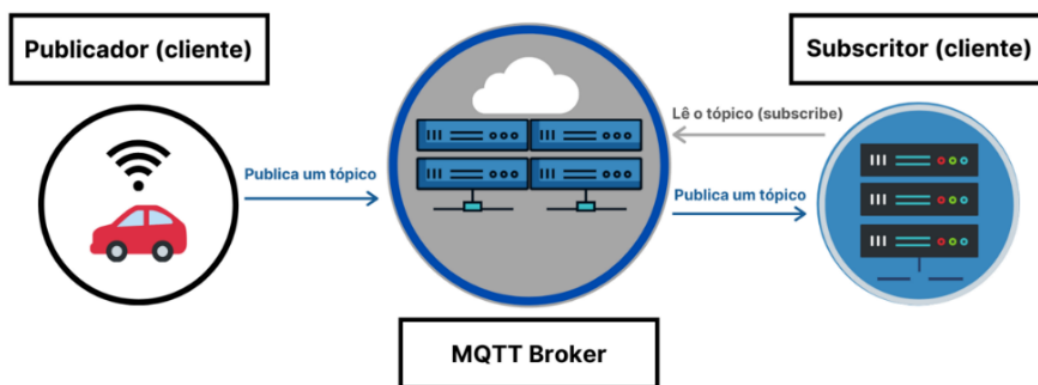 Publicador (cliente)
Subscritor (cliente)
Lê o tópico (subscribe)
Publica um tópico
Publica um tópico
MQTT Broker